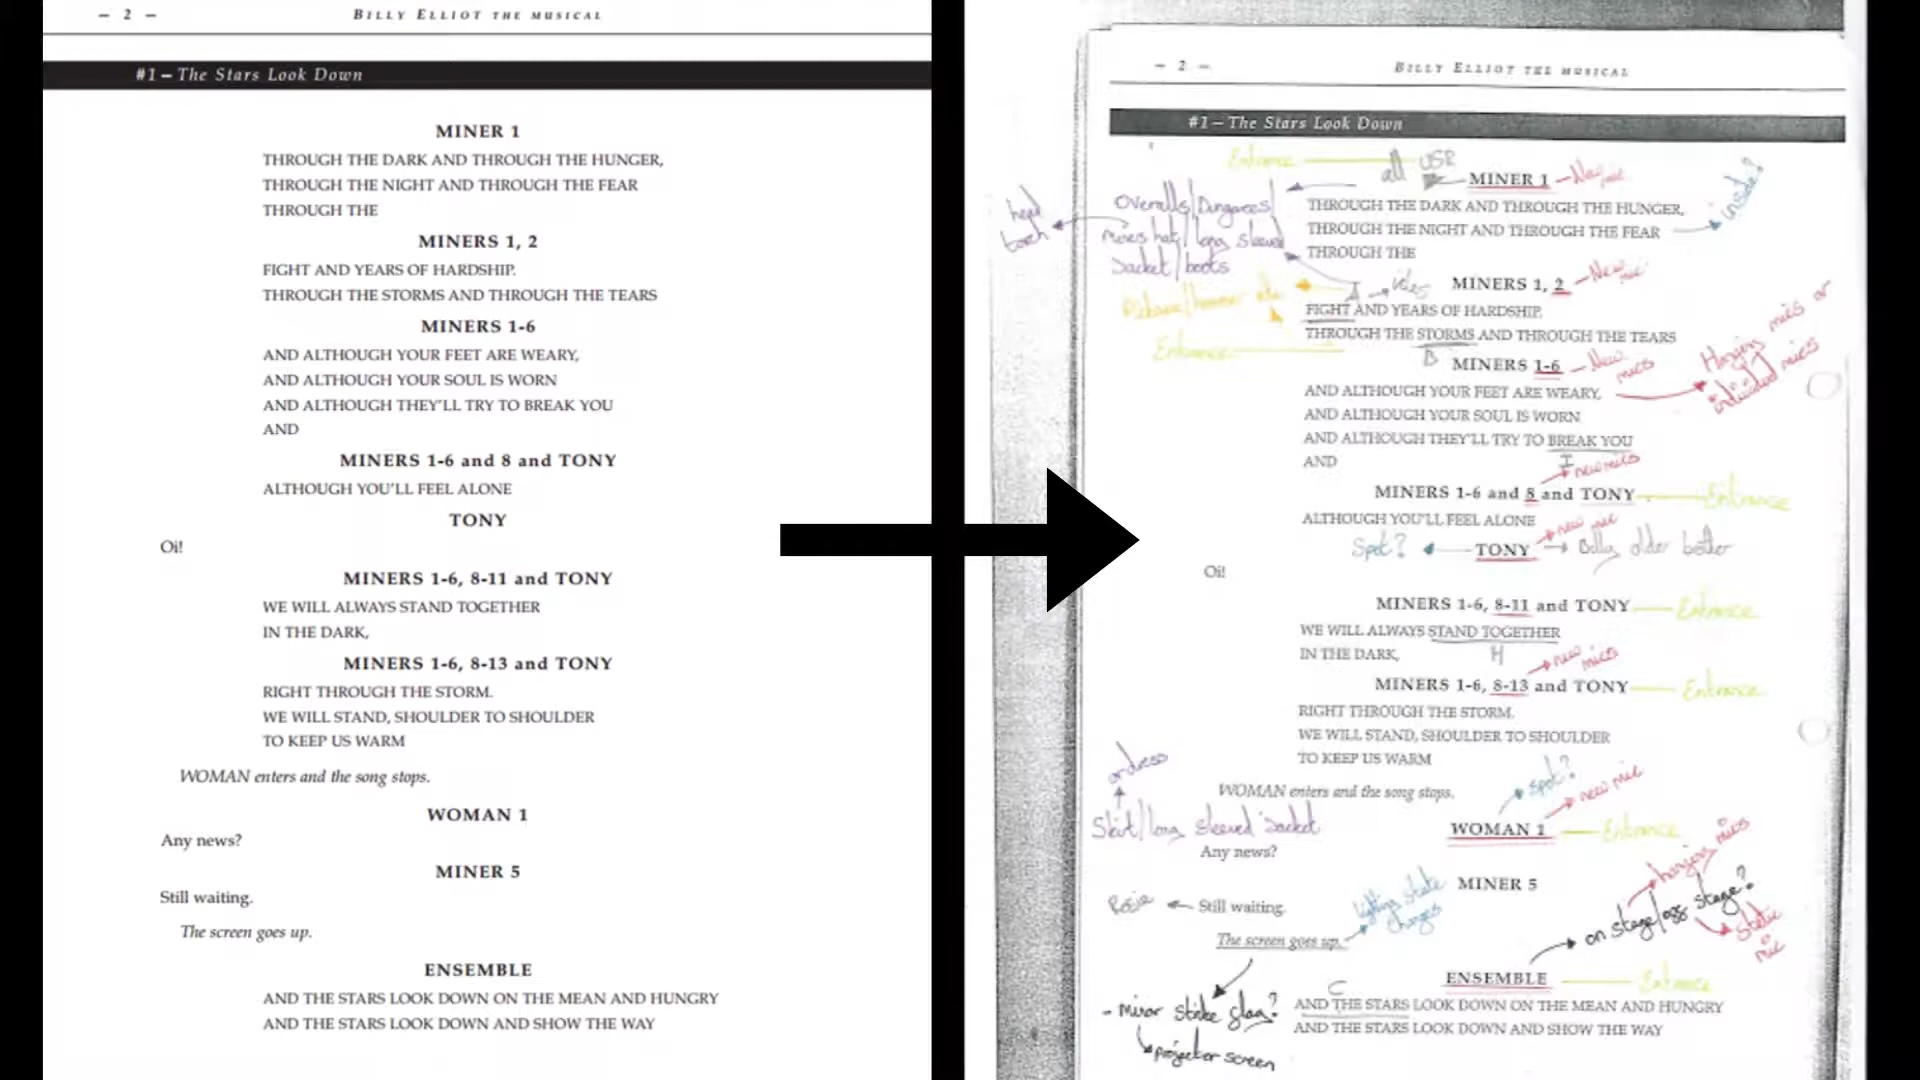 — 2 —
BILLY ELLIOT THE MUSICAL
#1 – The Stars Look Down
MINER 1
THROUGH THE DARK AND THROUGH THE HUNGER,
THROUGH THE NIGHT AND THROUGH THE FEAR
THROUGH THE
MINERS 1, 2
FIGHT AND YEARS OF HARDSHIP.
THROUGH THE STORMS AND THROUGH THE TEARS
MINERS 1-6
AND ALTHOUGH YOUR FEET ARE WEARY,
AND ALTHOUGH YOUR SOUL IS WORN
AND ALTHOUGH THEY'LL TRY TO BREAK YOU
AND
MINERS 1-6 and 8 and TONY
ALTHOUGH YOU'LL FEEL ALONE
TONY
Oi!
MINERS 1-6, 8-11 and TONY
WE WILL ALWAYS STAND TOGETHER
IN THE DARK,
MINERS 1-6, 8-13 and TONY
RIGHT THROUGH THE STORM.
WE WILL STAND, SHOULDER TO SHOULDER
TO KEEP US WARM
WOMAN enters and the song stops.
WOMAN 1
Any news?
MINER 5
Still waiting.
The screen goes up.
ENSEMBLE
AND THE STARS LOOK DOWN ON THE MEAN AND HUNGRY
AND THE STARS LOOK DOWN AND SHOW THE WAY
— 2 —
BILLY ELLIOT THE MUSICAL
#1 – The Stars Look Down
Entrance
all USR
MINER 1
New mic
inside?
head
torch
Overalls/Dungarees/
miners hat/long sleeved
Jacket/boots
THROUGH THE DARK AND THROUGH THE HUNGER,
THROUGH THE NIGHT AND THROUGH THE FEAR
THROUGH THE
MINERS 1, 2
New mic
A
FIGHT AND YEARS OF HARDSHIP.
THROUGH THE STORMS AND THROUGH THE TEARS
Entrance
B
MINERS 1-6
New mics
Hanging mics or
individual mics
AND ALTHOUGH YOUR FEET ARE WEARY,
AND ALTHOUGH YOUR SOUL IS WORN
AND ALTHOUGH THEY'LL TRY TO BREAK YOU
AND
I
new mics
MINERS 1-6 and 8 and TONY
Entrance
ALTHOUGH YOU'LL FEEL ALONE
new mic
Spot?
TONY
Billy older
Oi!
MINERS 1-6, 8-11 and TONY
Entrance
WE WILL ALWAYS STAND TOGETHER
IN THE DARK,
H
new mics
MINERS 1-6, 8-13 and TONY
Entrance
RIGHT THROUGH THE STORM.
WE WILL STAND, SHOULDER TO SHOULDER
TO KEEP US WARM
or dress
spot?
new mic
WOMAN enters and the song stops.
Skirt/long sleeved Jacket
WOMAN 1
Entrance
Any news?
hanging mics
MINER 5
Still waiting.
lighting state
changes
on stage/off stage?
static
mic
The screen goes up.
ENSEMBLE
Entrance
C
- minor strike slogan?
AND THE STARS LOOK DOWN ON THE MEAN AND HUNGRY
AND THE STARS LOOK DOWN AND SHOW THE WAY
projector screen